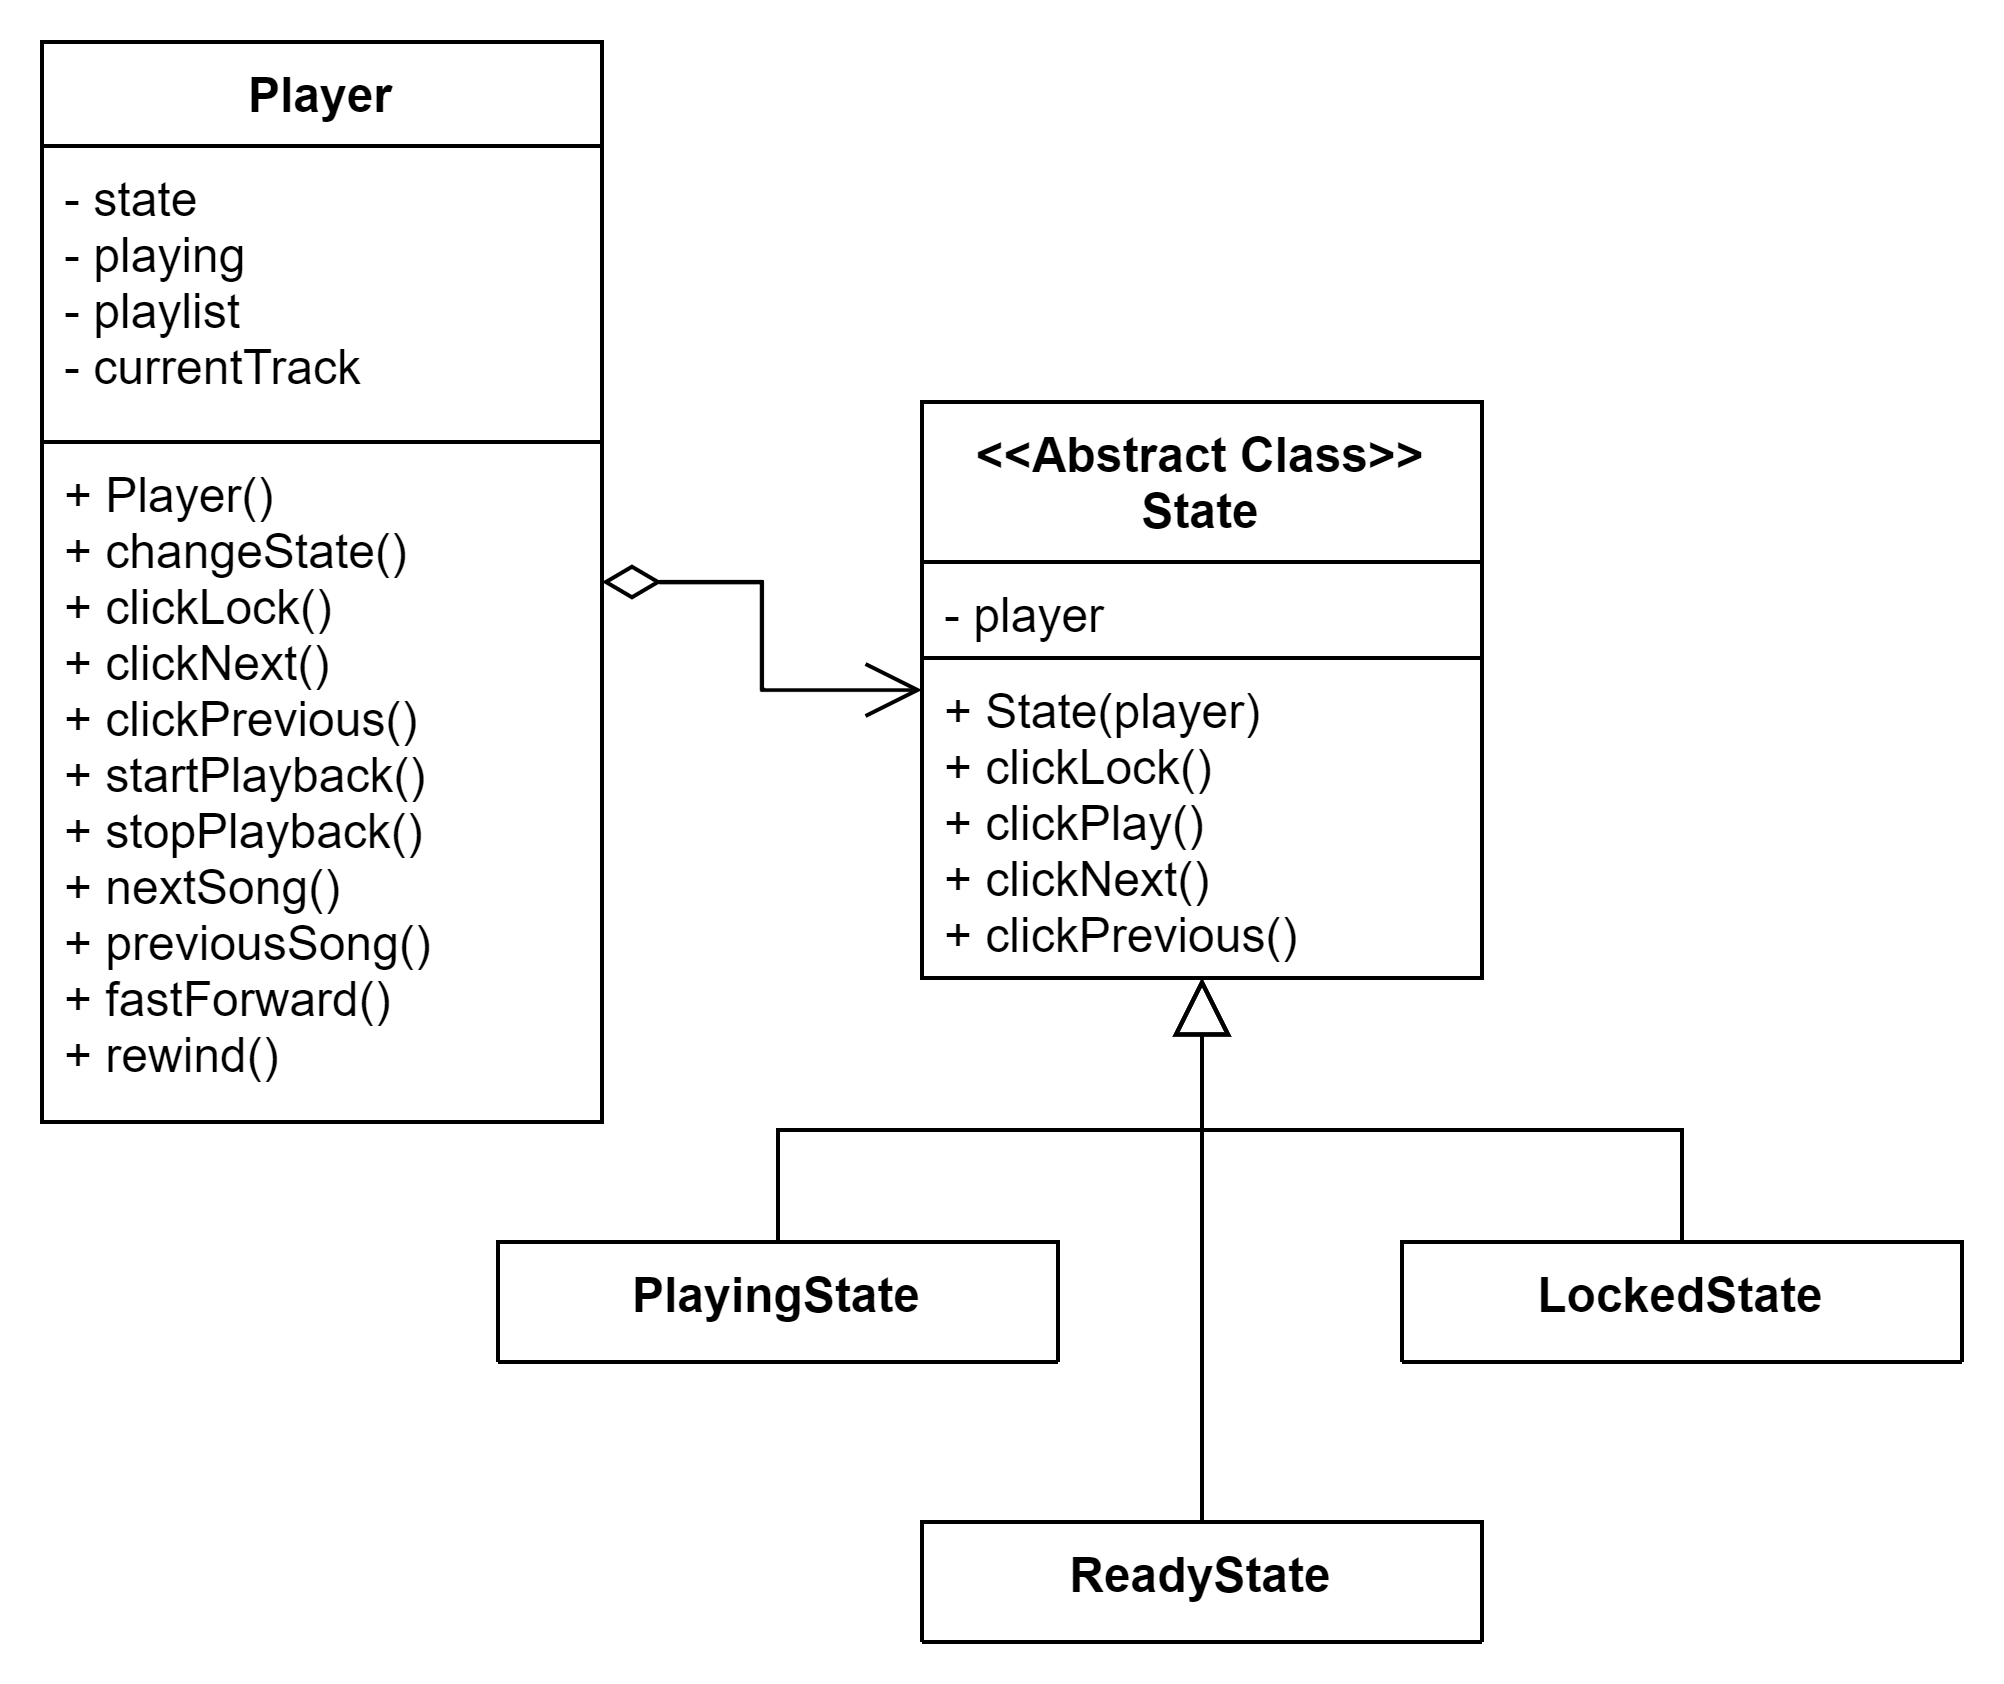 Player
- state
- playing
- playlist
- currentTrack
+ Player()
+ changeState()
+ clickLock()
+ clickNext()
+ clickPrevious()
+ startPlayback()
+ stopPlayback()
+ nextSong()
+ previousSong()
+ fastForward()
+ rewind()
<<Abstract Class>>
State
- player
+ State(player)
+ clickLock()
+ clickPlay()
+ clickNext()
+ clickPrevious()
PlayingState
LockedState
ReadyState